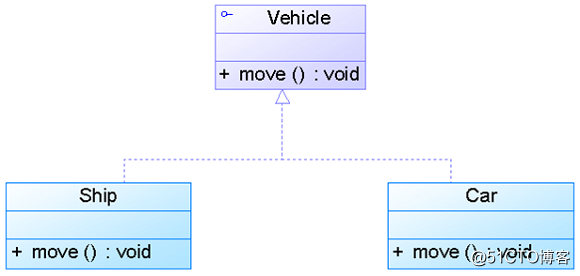 Vehicle
+ move () : void
Ship
+ move () : void
Car
+ move () : void
@51CTO博客